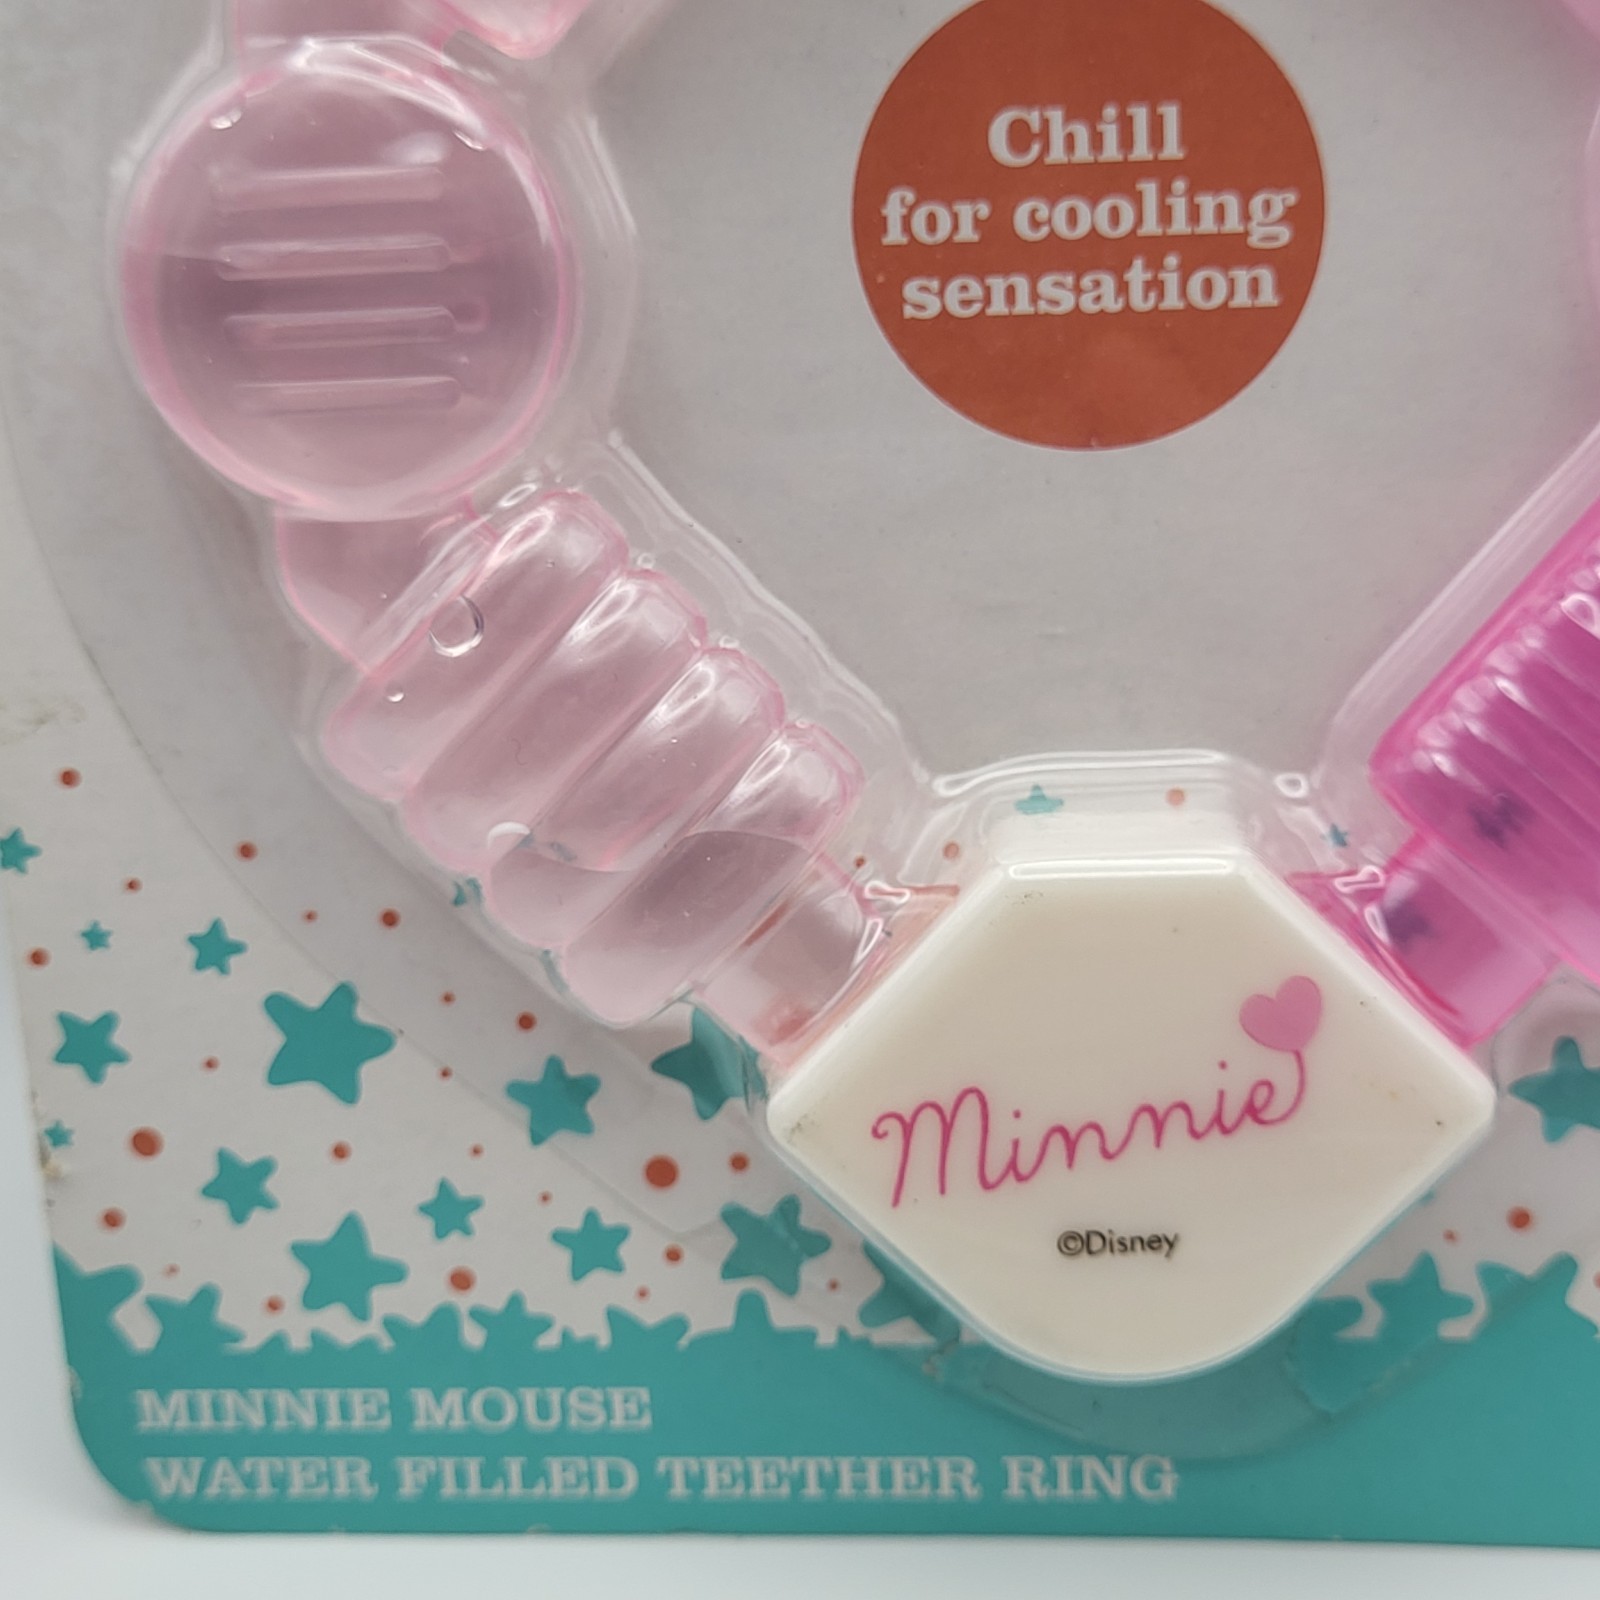 Chill
for cooling
sensation
Minnie
©Disney
MINNIE MOUSE
WATER FILLED TEETHER RING